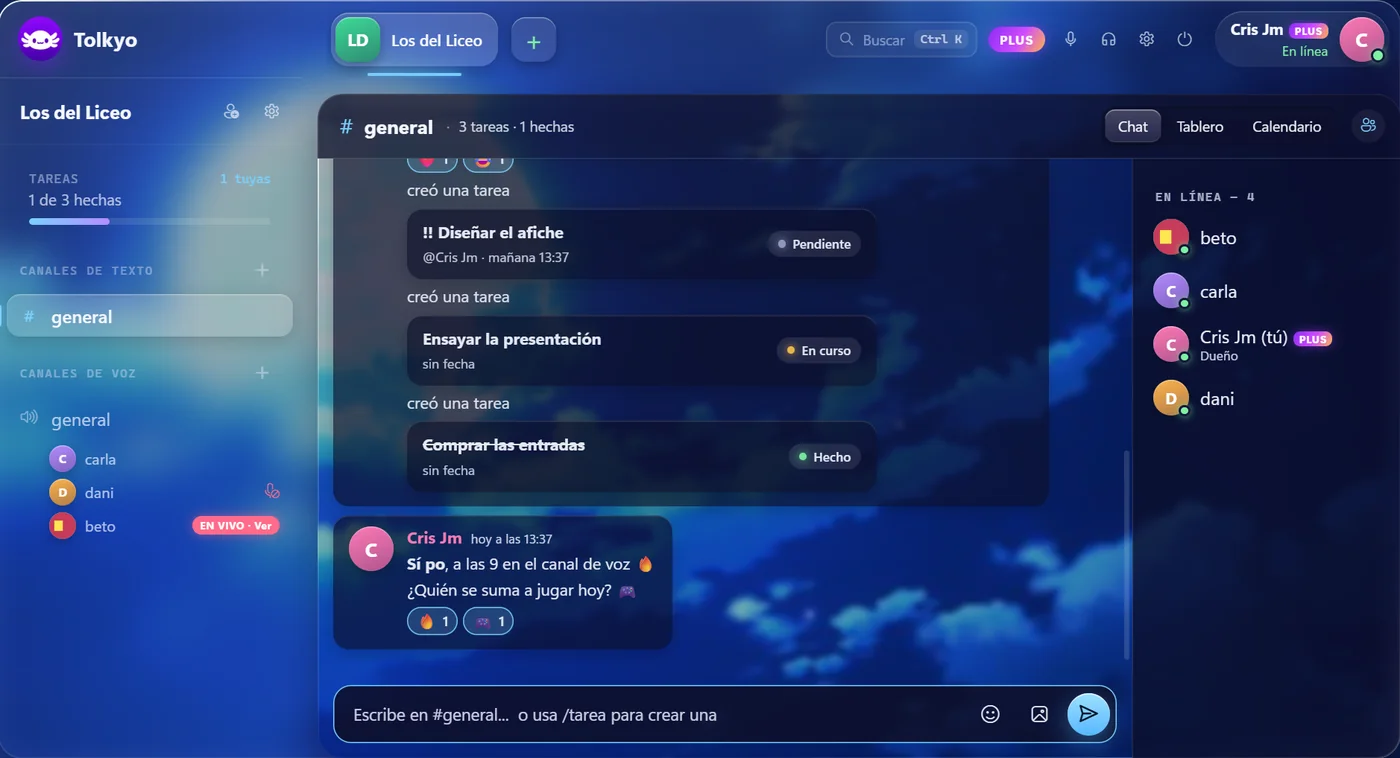 Tolkyo
LD Los del Liceo +
Buscar Ctrl K
PLUS
Cris Jm PLUS
En línea
C
Los del Liceo
TAREAS 1 tuyas
1 de 3 hechas
CANALES DE TEXTO +
# general
CANALES DE VOZ +
general
C carla
D dani
beto EN VIVO · Ver
# general · 3 tareas · 1 hechas
Chat Tablero Calendario
❤️ 1 1
creó una tarea
!! Diseñar el afiche
@Cris Jm · mañana 13:37
Pendiente
creó una tarea
Ensayar la presentación
sin fecha
En curso
creó una tarea
Comprar las entradas
sin fecha
Hecho
C
Cris Jm hoy a las 13:37
Sí po, a las 9 en el canal de voz 🔥
¿Quién se suma a jugar hoy? 🎮
🔥 1 🎮 1
Escribe en #general... o usa /tarea para crear una
EN LÍNEA — 4
beto
C carla
C Cris Jm (tú) PLUS
Dueño
D dani